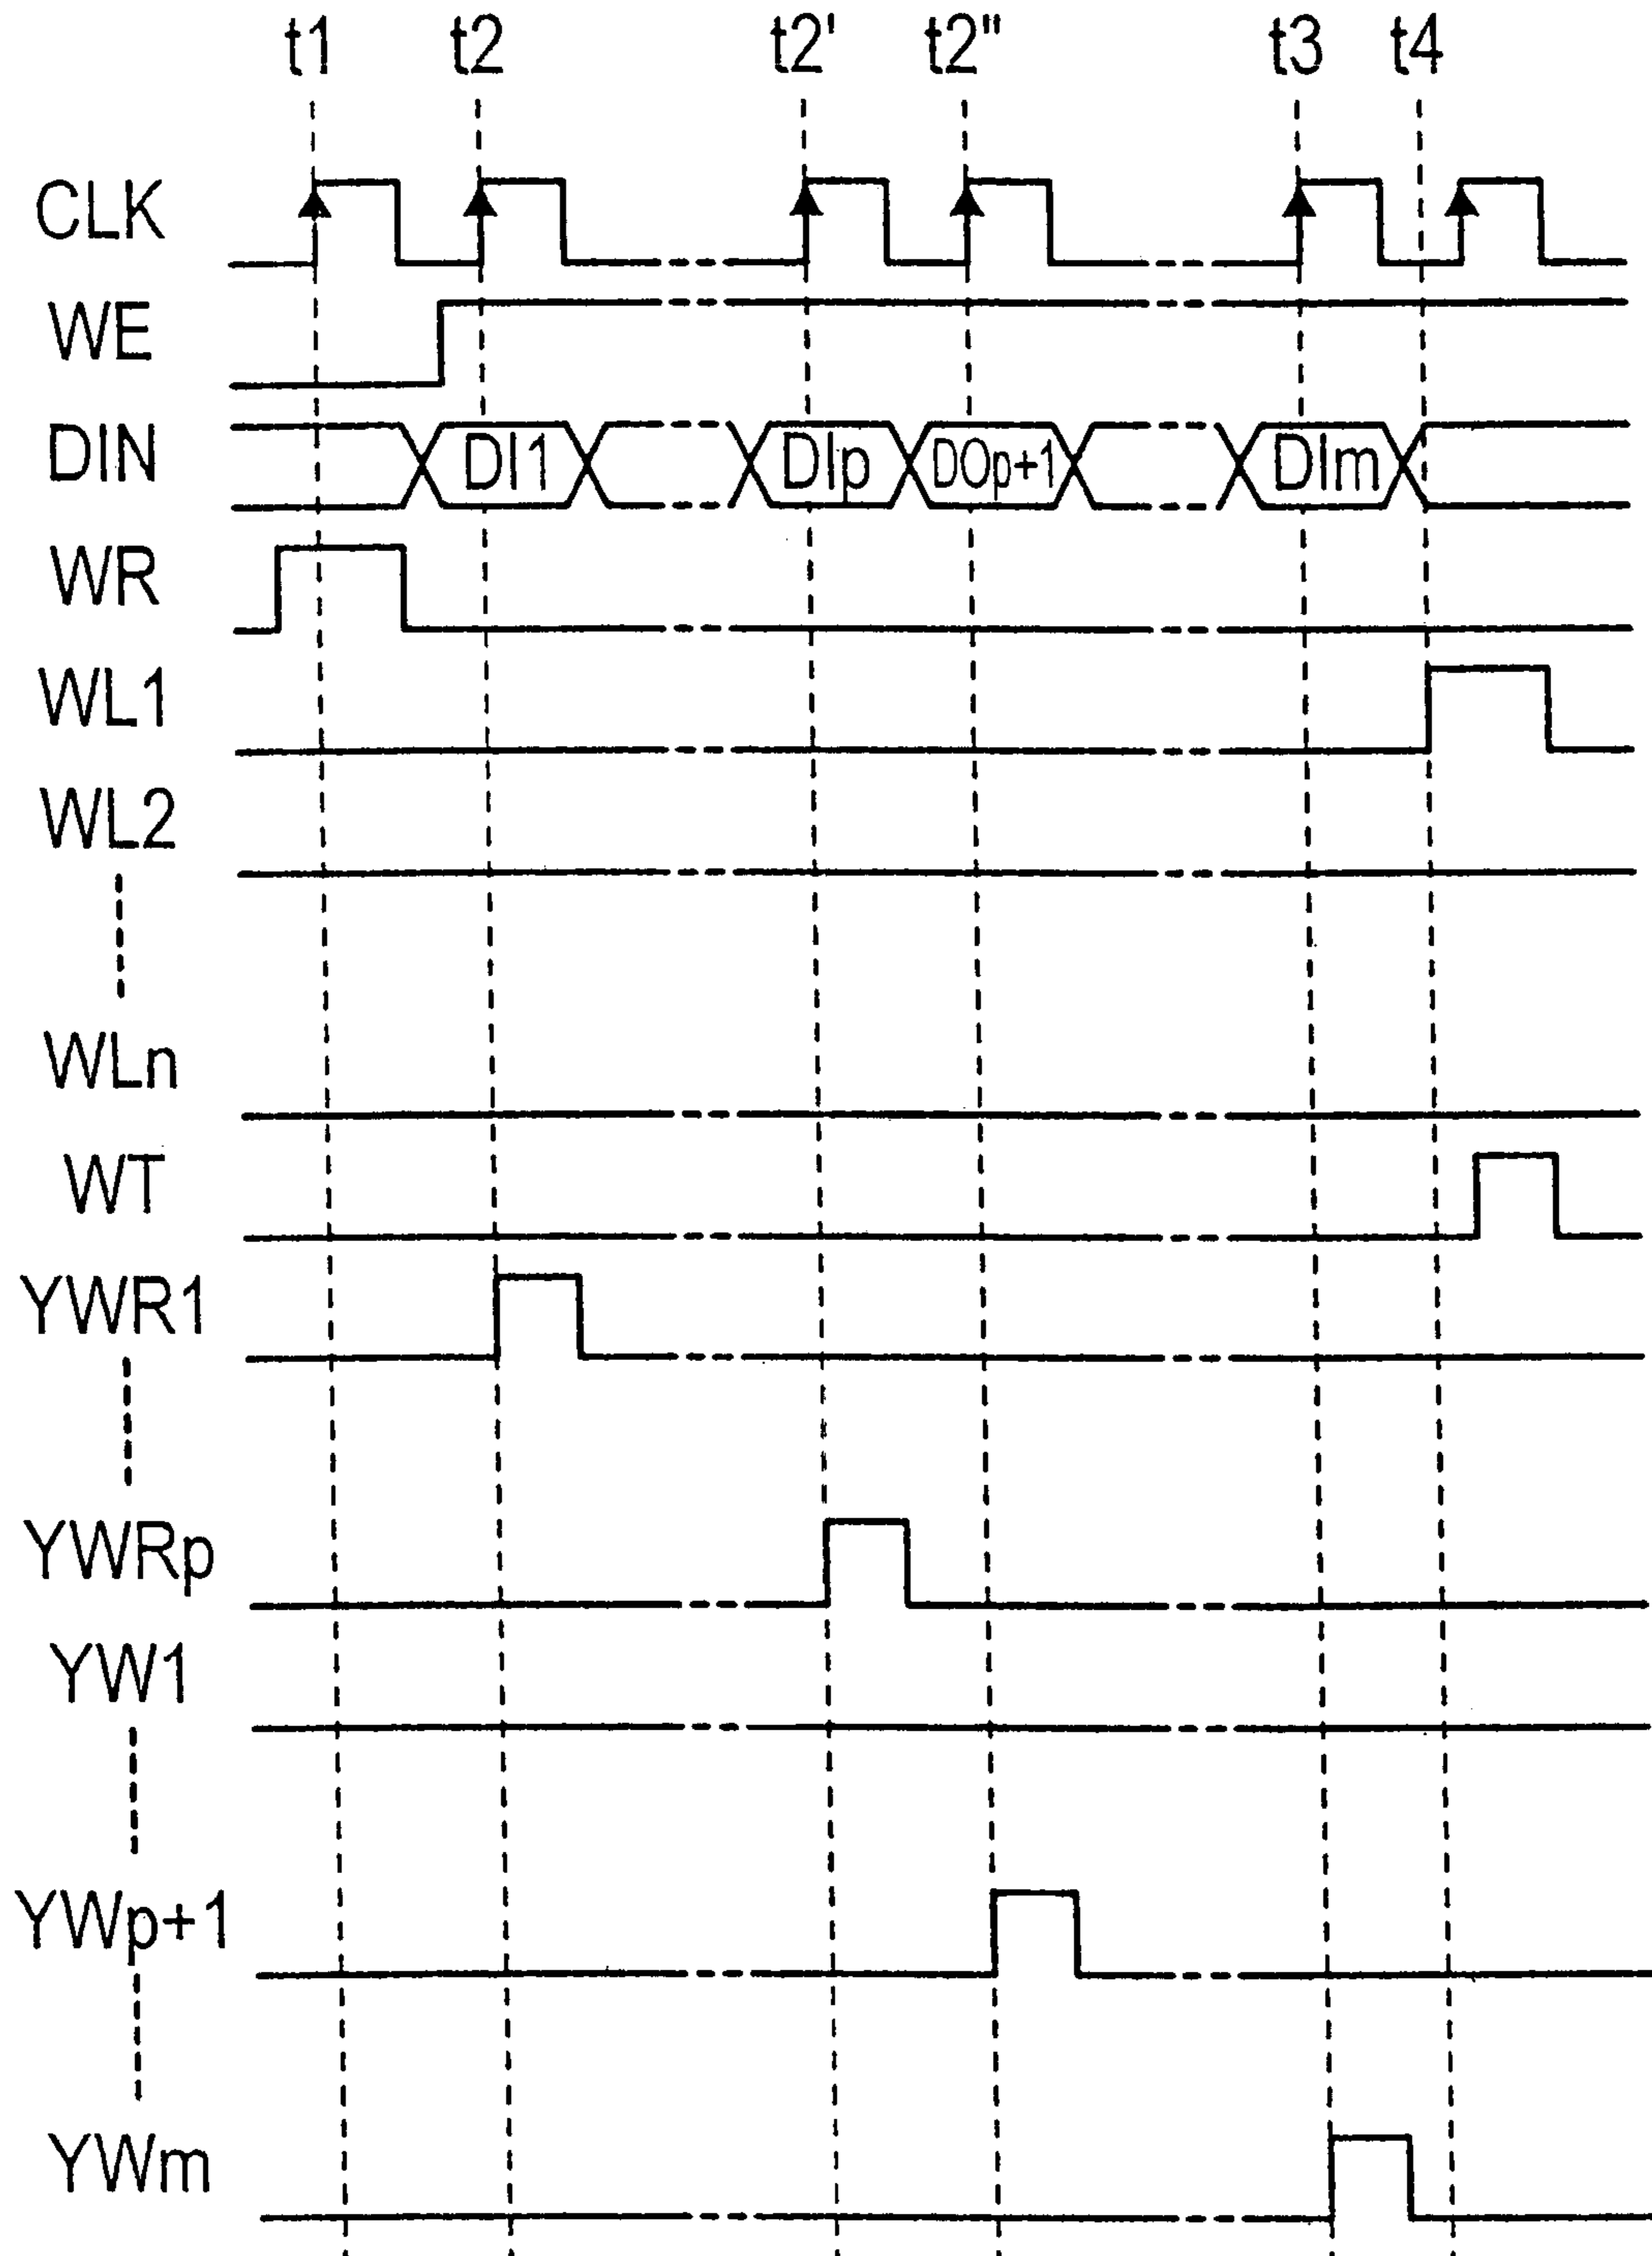 t1 t2 t2' t2" t3 t4
CLK
WE
DIN DI1 DIp DOp+1 DIm
WR
WL1
WL2
WLn
WT
YWR1
YWRp
YW1
YWp+1
YWm